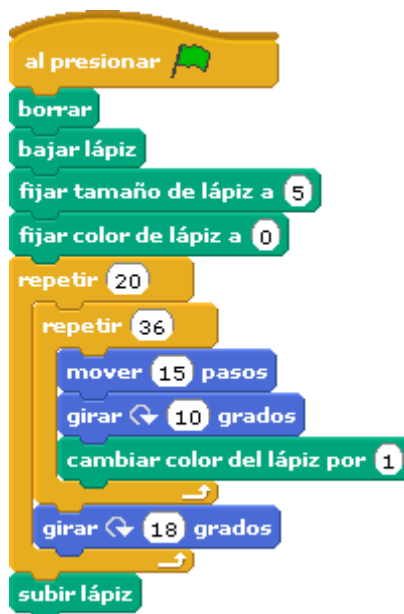 al presionar
borrar
bajar lápiz
fijar tamaño de lápiz a 5
fijar color de lápiz a 0
repetir 20
repetir 36
mover 15 pasos
girar 10 grados
cambiar color del lápiz por 1
girar 18 grados
subir lápiz